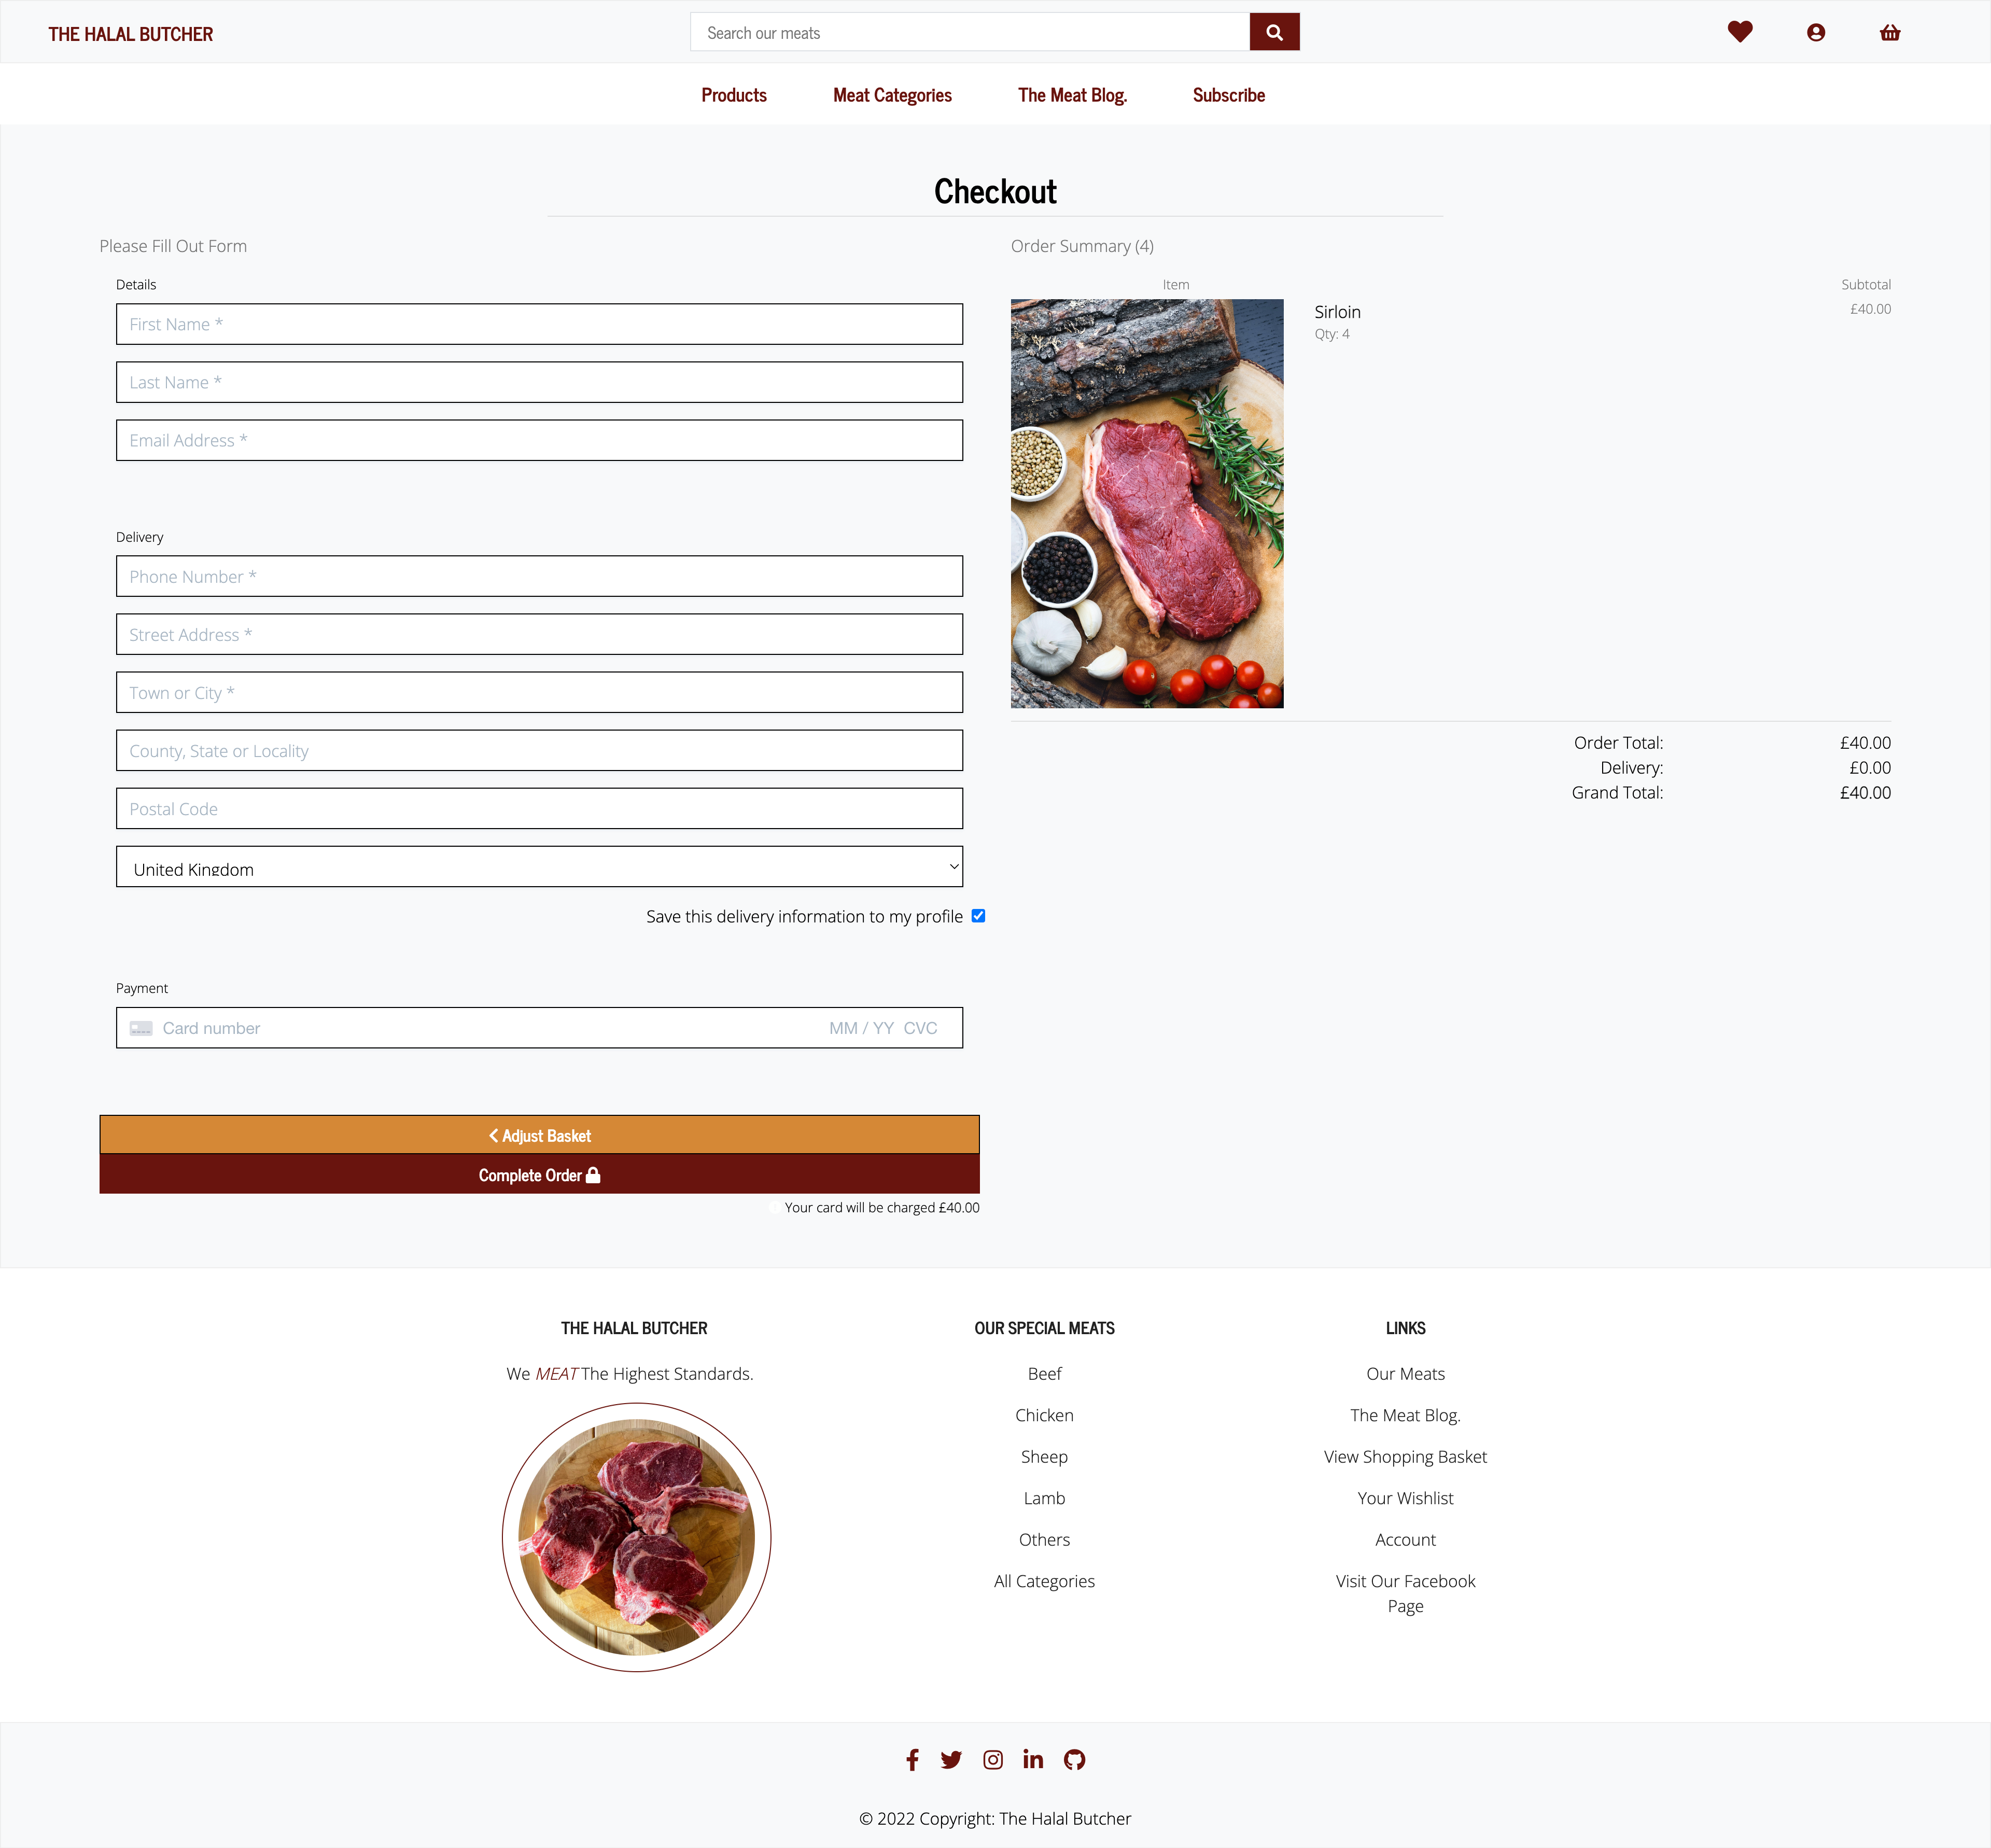 THE HALAL BUTCHER
Search our meats
Products
Meat Categories
The Meat Blog.
Subscribe
Checkout
Please Fill Out Form
Details
First Name *
Last Name *
Email Address *
Delivery
Phone Number *
Street Address *
Town or City *
County, State or Locality
Postal Code
United Kingdom
Save this delivery information to my profile
Payment
Card number MM / YY CVC
Adjust Basket
Complete Order
Your card will be charged £40.00
Order Summary (4)
Item Subtotal
Sirloin £40.00
Qty: 4
Order Total: £40.00
Delivery: £0.00
Grand Total: £40.00
THE HALAL BUTCHER
We MEAT The Highest Standards.
OUR SPECIAL MEATS
Beef
Chicken
Sheep
Lamb
Others
All Categories
LINKS
Our Meats
The Meat Blog.
View Shopping Basket
Your Wishlist
Account
Visit Our Facebook
Page
© 2022 Copyright: The Halal Butcher